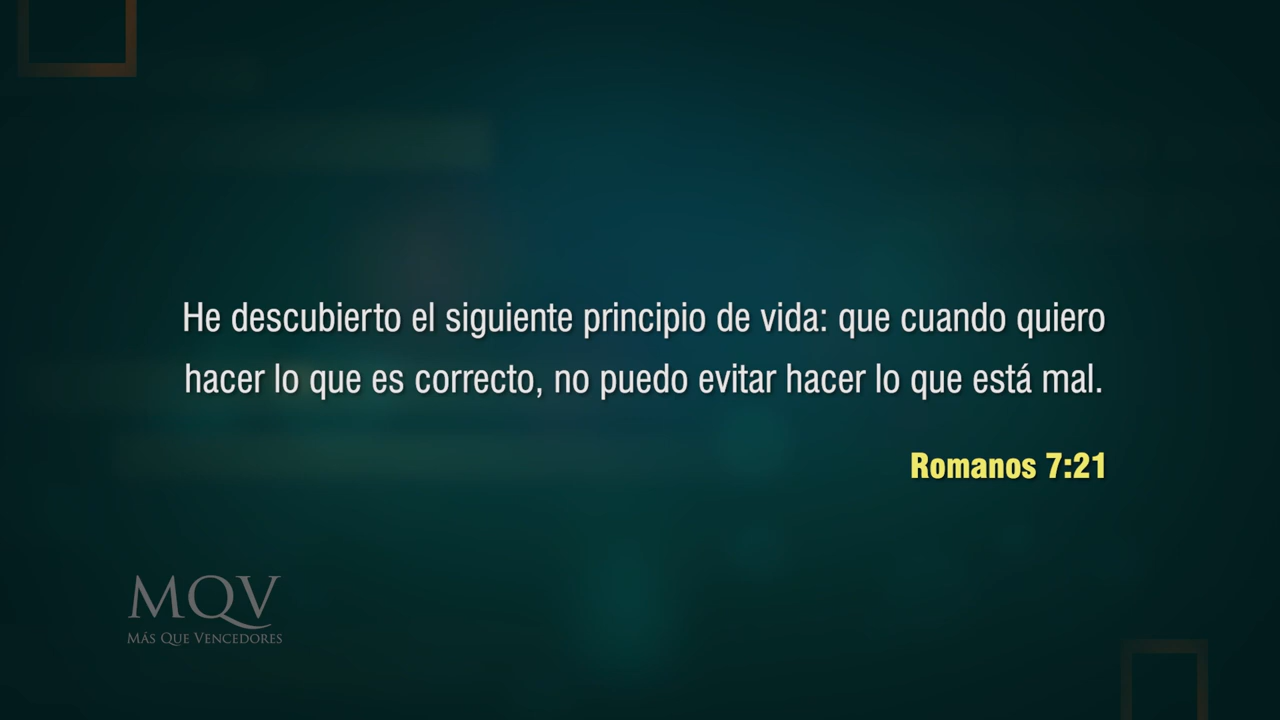 He descubierto el siguiente principio de vida: que cuando quiero
hacer lo que es correcto, no puedo evitar hacer lo que está mal.
Romanos 7:21
MQV
MÁS QUE VENCEDORES